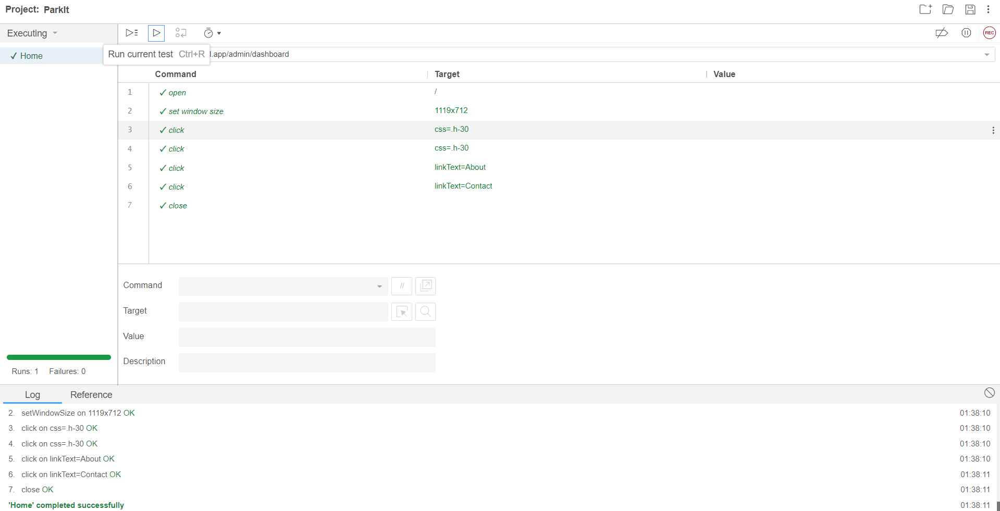 Project: ParkIt
Executing
✓ Home
Run current test Ctrl+R
l.app/admin/dashboard
REC
Command Target Value
1 ✓ open /
2 ✓ set window size 1119x712
3 ✓ click css=.h-30
4 ✓ click css=.h-30
5 ✓ click linkText=About
6 ✓ click linkText=Contact
7 ✓ close
Command //
Target
Value
Description
Runs: 1 Failures: 0
Log Reference
2. setWindowSize on 1119x712 OK 01:38:10
3. click on css=.h-30 OK 01:38:10
4. click on css=.h-30 OK 01:38:10
5. click on linkText=About OK 01:38:10
6. click on linkText=Contact OK 01:38:11
7. close OK 01:38:11
'Home' completed successfully 01:38:11